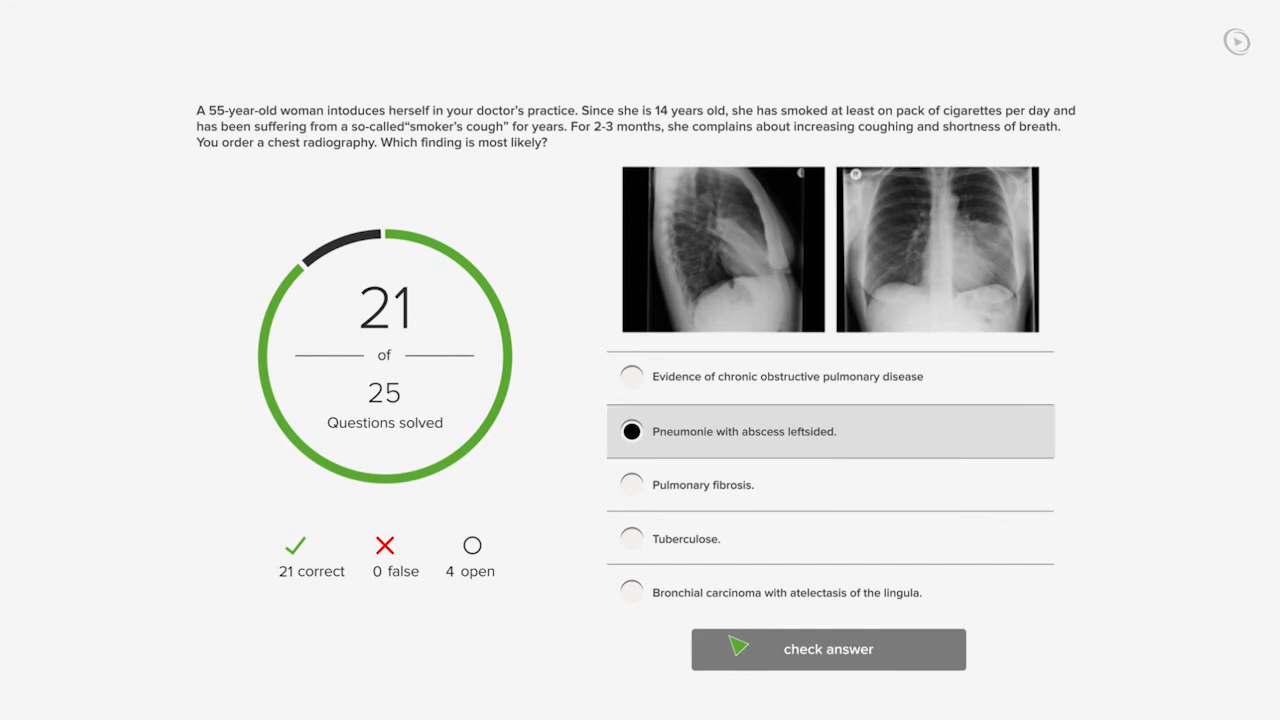 A 55-year-old woman intoduces herself in your doctor's practice. Since she is 14 years old, she has smoked at least on pack of cigarettes per day and
has been suffering from a so-called“smoker's cough” for years. For 2-3 months, she complains about increasing coughing and shortness of breath.
You order a chest radiography. Which finding is most likely?
21
of
25
Questions solved
21 correct
0 false
4 open
Evidence of chronic obstructive pulmonary disease
Pneumonie with abscess leftsided.
Pulmonary fibrosis.
Tuberculose.
Bronchial carcinoma with atelectasis of the lingula.
check answer